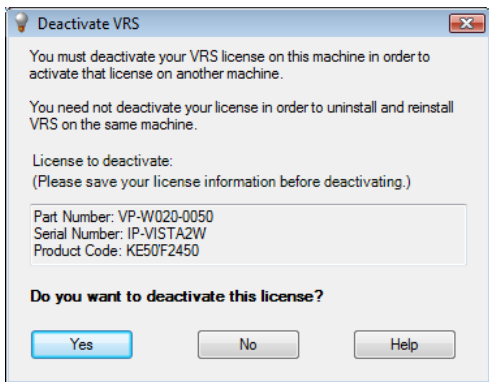 Deactivate VRS
You must deactivate your VRS license on this machine in order to
activate that license on another machine.
You need not deactivate your license in order to uninstall and reinstall
VRS on the same machine.
License to deactivate:
(Please save your license information before deactivating.)
Part Number: VP-W020-0050
Serial Number: IP-VISTA2W
Product Code: KE50'F2450
Do you want to deactivate this license?
Yes No Help